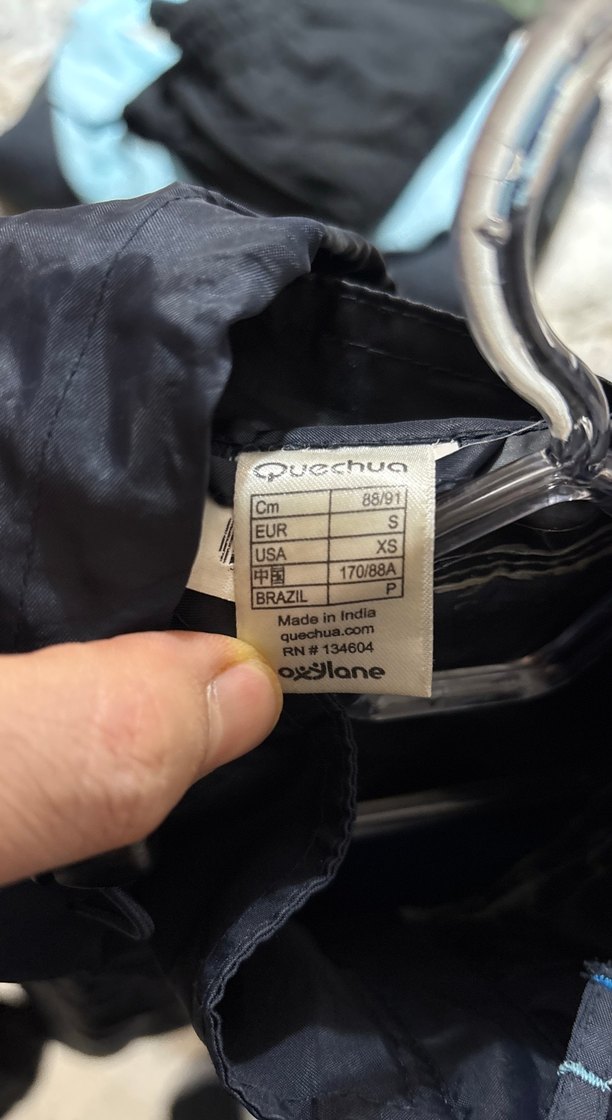 Quechua
Cm 88/91
EUR S
USA XS
中国 170/88A
BRAZIL P
Made in India
quechua.com
RN # 134604
oxylane